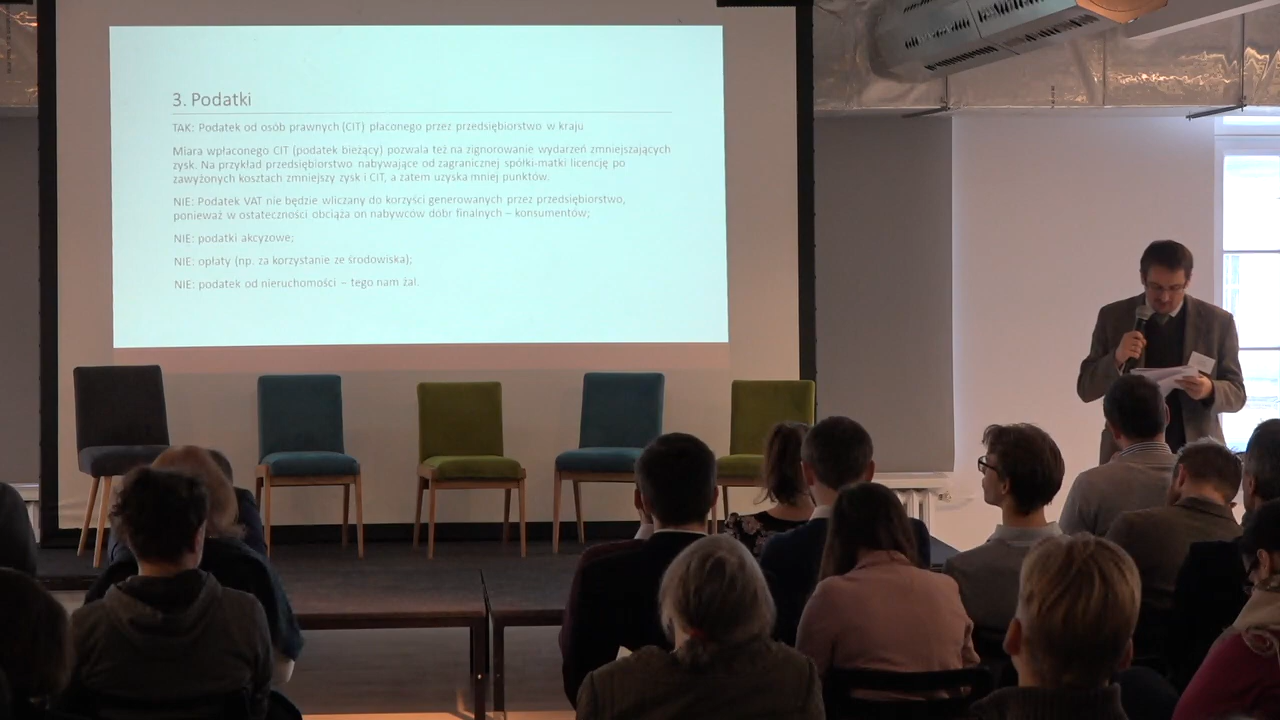 3. Podatki
TAK: Podatek od osób prawnych (CIT) płaconego przez przedsiębiorstwo w kraju
Miara wpłaconego CIT (podatek bieżący) pozwala też na zignorowanie wydarzeń zmniejszających
zysk. Na przykład przedsiębiorstwo nabywające od zagranicznej spółki-matki licencję po
zawyżonych kosztach zmniejszy zysk i CIT, a zatem uzyska mniej punktów.
NIE: Podatek VAT nie będzie wliczany do korzyści generowanych przez przedsiębiorstwo,
ponieważ w ostateczności obciąża on nabywców dobr finalnych – konsumentów;
NIE: podatki akcyzowe;
NIE: opłaty (np. za korzystanie ze środowiska);
NIE: podatek od nieruchomości – tego nam żal.